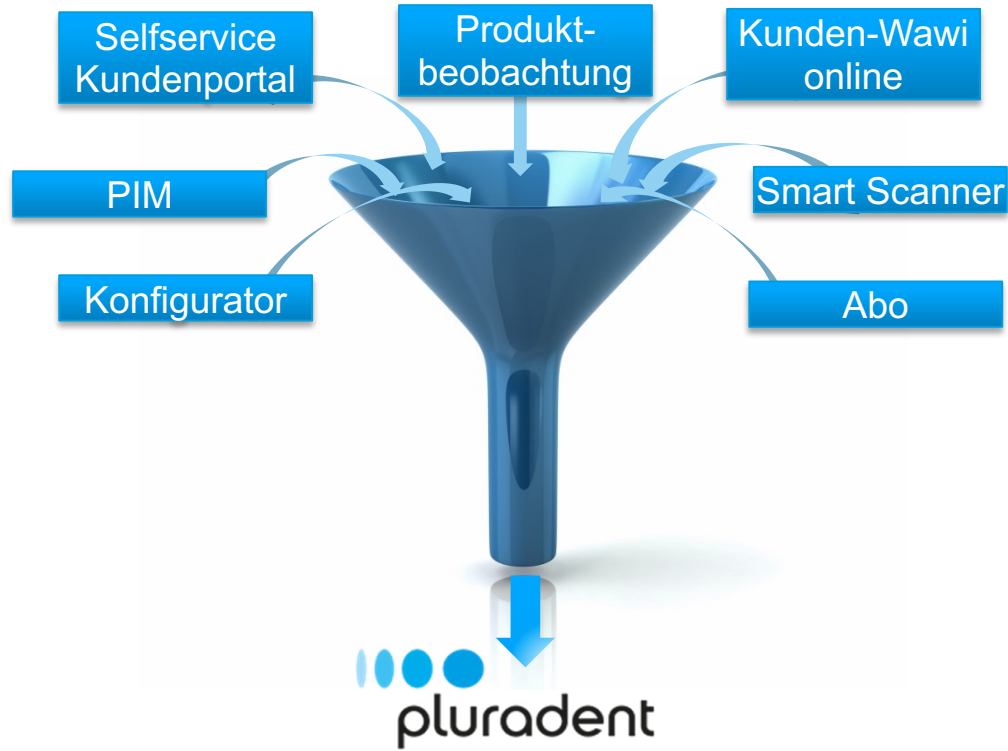 Selfservice
Kundenportal
Produkt-
beobachtung
Kunden-Wawi
online
PIM
Smart Scanner
Konfigurator
Abo
pluradent